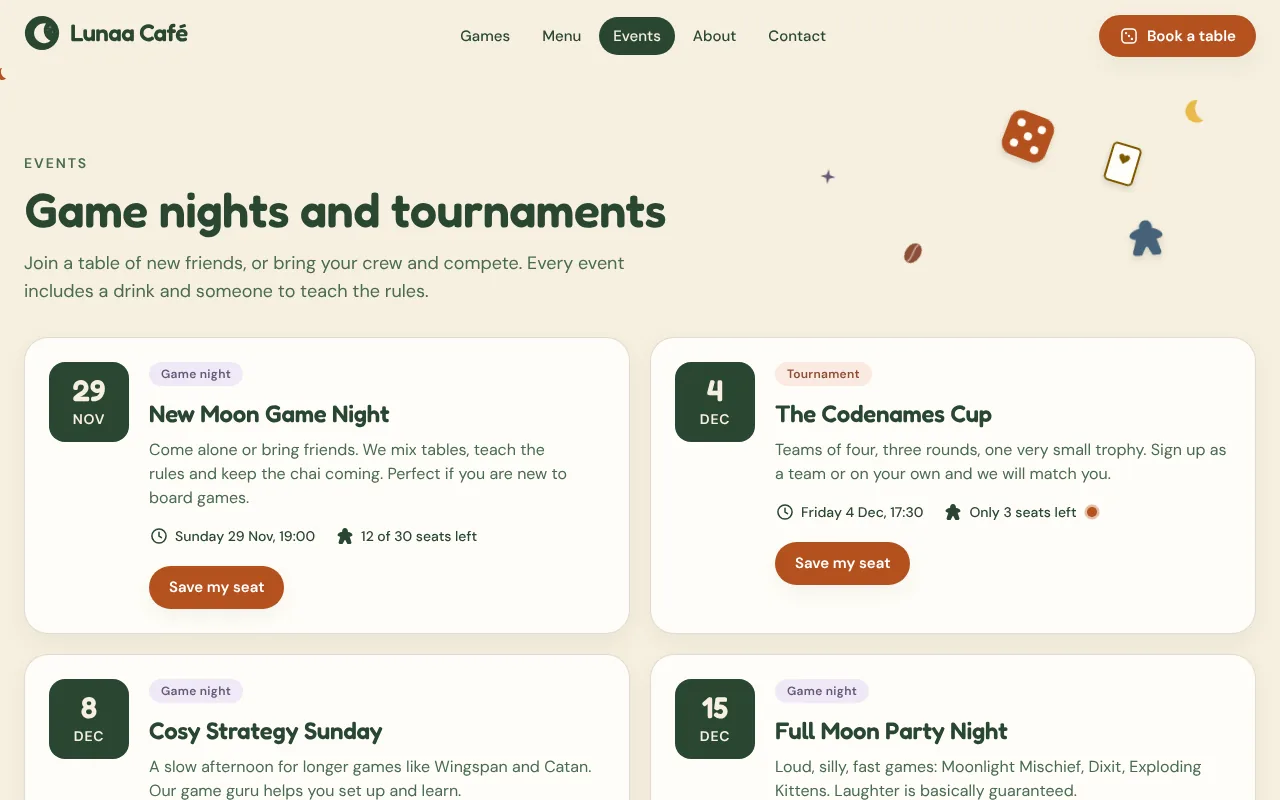 Lunaa Café
Games
Menu
Events
About
Contact
Book a table
EVENTS
Game nights and tournaments
Join a table of new friends, or bring your crew and compete. Every event
includes a drink and someone to teach the rules.
29
NOV
Game night
New Moon Game Night
Come alone or bring friends. We mix tables, teach the
rules and keep the chai coming. Perfect if you are new to
board games.
Sunday 29 Nov, 19:00
12 of 30 seats left
Save my seat
4
DEC
Tournament
The Codenames Cup
Teams of four, three rounds, one very small trophy. Sign up as
a team or on your own and we will match you.
Friday 4 Dec, 17:30
Only 3 seats left
Save my seat
8
DEC
Game night
Cosy Strategy Sunday
A slow afternoon for longer games like Wingspan and Catan.
Our game guru helps you set up and learn.
15
DEC
Game night
Full Moon Party Night
Loud, silly, fast games: Moonlight Mischief, Dixit, Exploding
Kittens. Laughter is basically guaranteed.